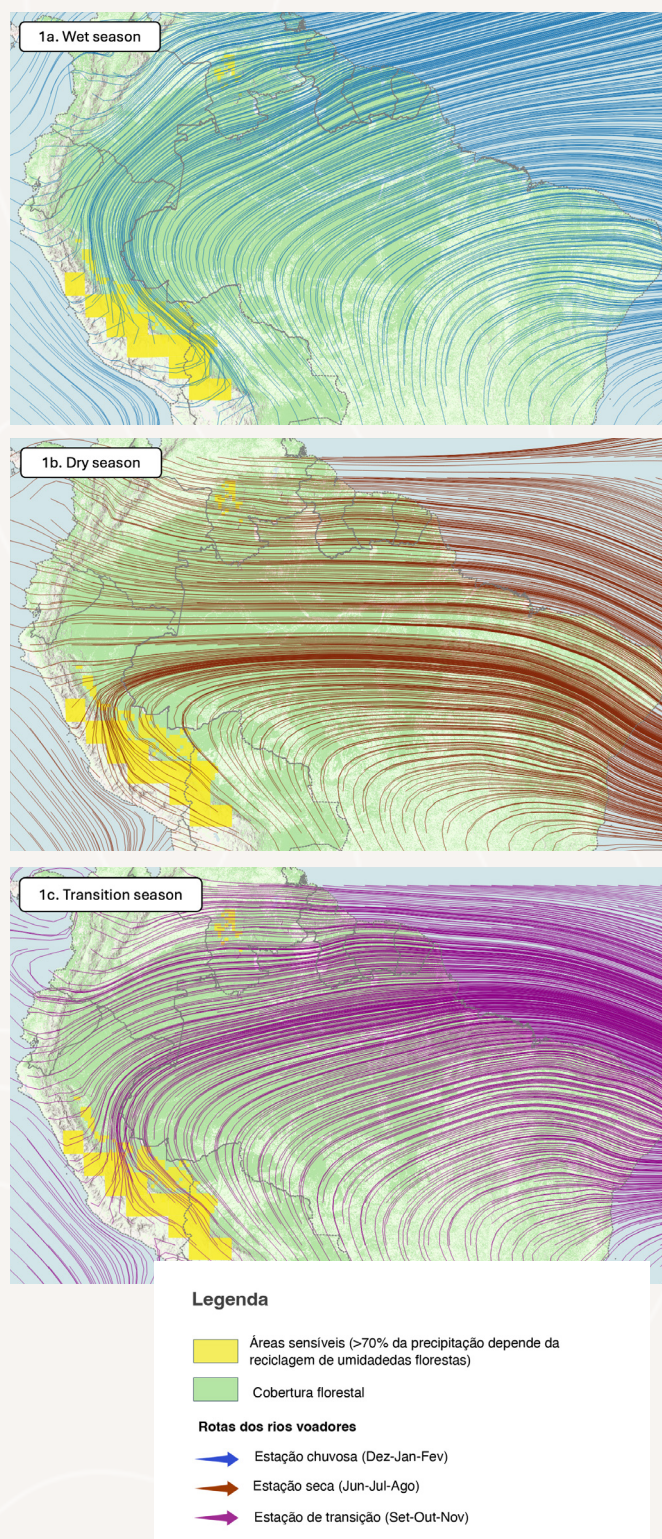 1a. Wet season
1b. Dry season
1c. Transition season
Legenda
Áreas sensíveis (>70% da precipitação depende da
reciclagem de umidadedas florestas)
Cobertura florestal
Rotas dos rios voadores
Estação chuvosa (Dez-Jan-Fev)
Estação seca (Jun-Jul-Ago)
Estação de transição (Set-Out-Nov)